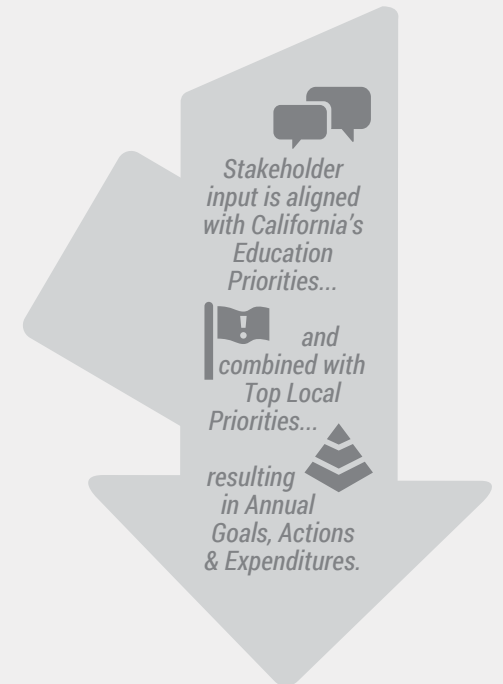 Stakeholder
input is aligned
with California's
Education
Priorities...
!
and
combined with
Top Local
Priorities...
resulting
in Annual
Goals, Actions
& Expenditures.